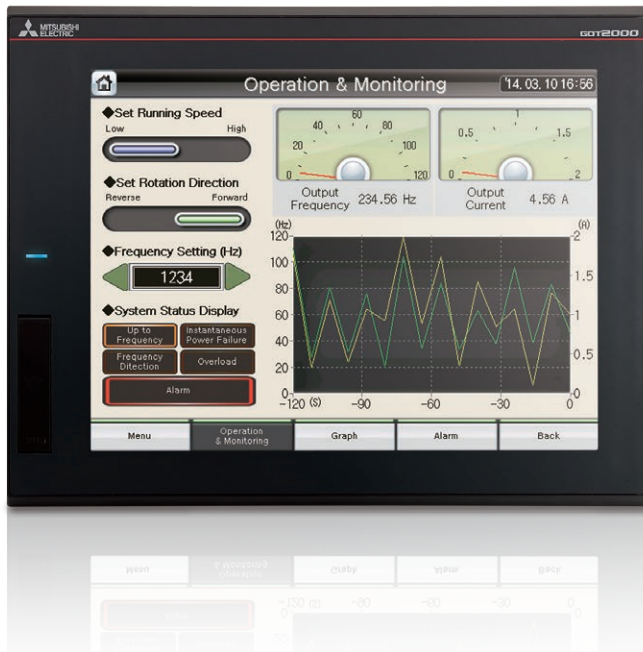 MITSUBISHI
ELECTRIC
GOT2000
Operation & Monitoring
'14. 03. 10 16:56
◆Set Running Speed
Low High
◆Set Rotation Direction
Reverse Forward
◆Frequency Setting (Hz)
1234
◆System Status Display
Up to
Frequency
Instantaneous
Power Failure
Frequency
Ditection
Overload
Alarm
0 20 40 60 80 100 120
Output
Frequency 234.56 Hz
0 0.5 1 1.5 2
Output
Current 4.56 A
(Hz) (A)
120 2
100 1.5
80
60 1
40 0.5
20
0 0
-120 (S) -90 -60 -30 0
Menu
Operation
& Monitoring
Graph
Alarm
Back